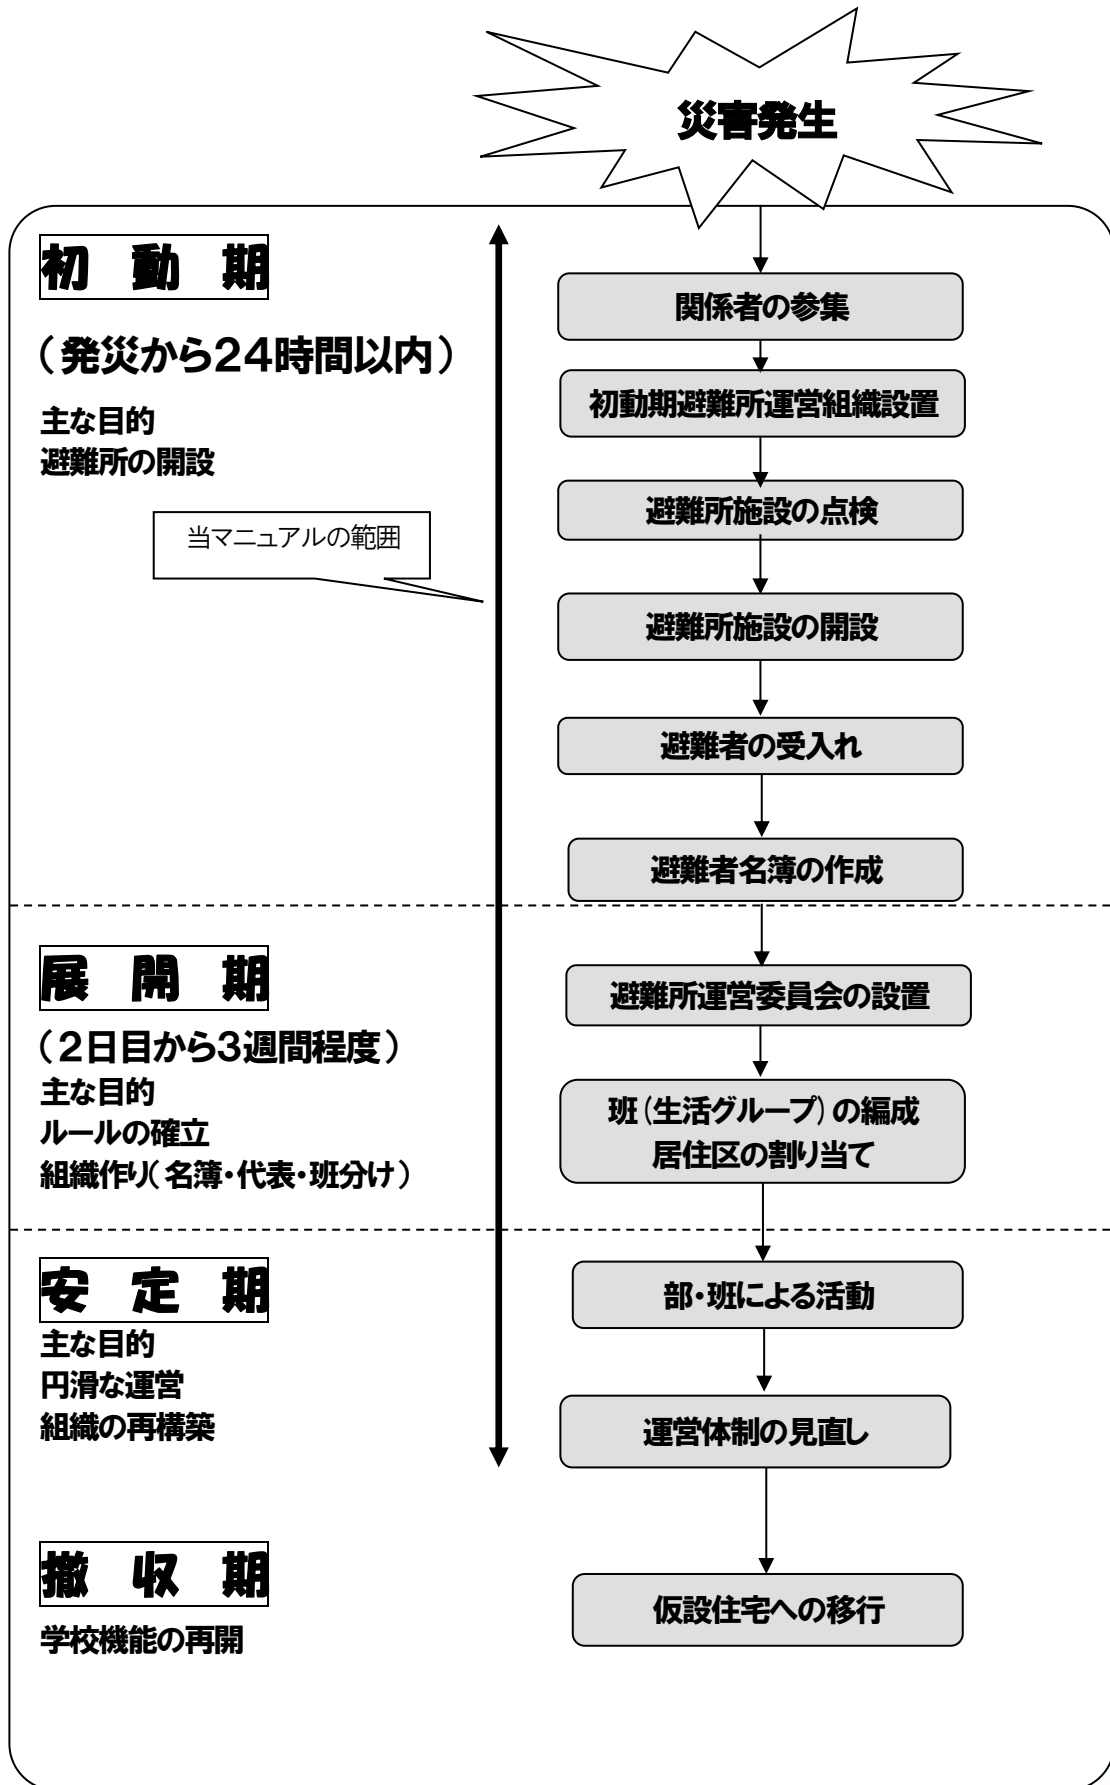 災害発生
初動期
（発災から24時間以内）
主な目的
避難所の開設
当マニュアルの範囲
関係者の参集
初動期避難所運営組織設置
避難所施設の点検
避難所施設の開設
避難者の受入れ
避難者名簿の作成
展開期
（2日目から3週間程度）
主な目的
ルールの確立
組織作り（名簿・代表・班分け）
避難所運営委員会の設置
班（生活グループ）の編成
居住区の割り当て
安定期
主な目的
円滑な運営
組織の再構築
部・班による活動
運営体制の見直し
撤収期
学校機能の再開
仮設住宅への移行